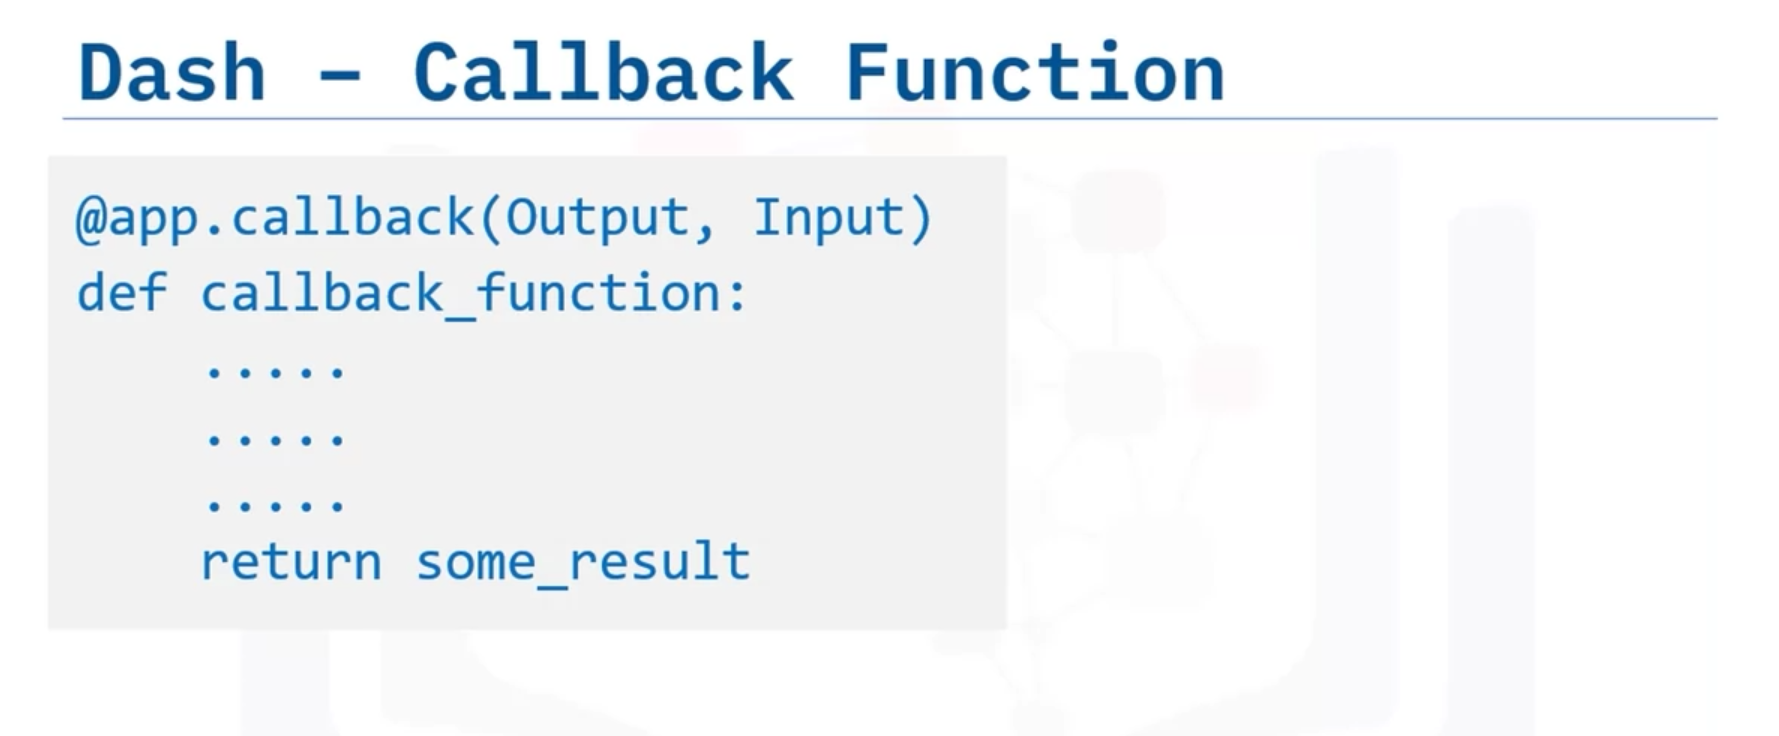 Dash – Callback Function
@app.callback(Output, Input)
def callback_function:
    .....
    .....
    .....
    return some_result